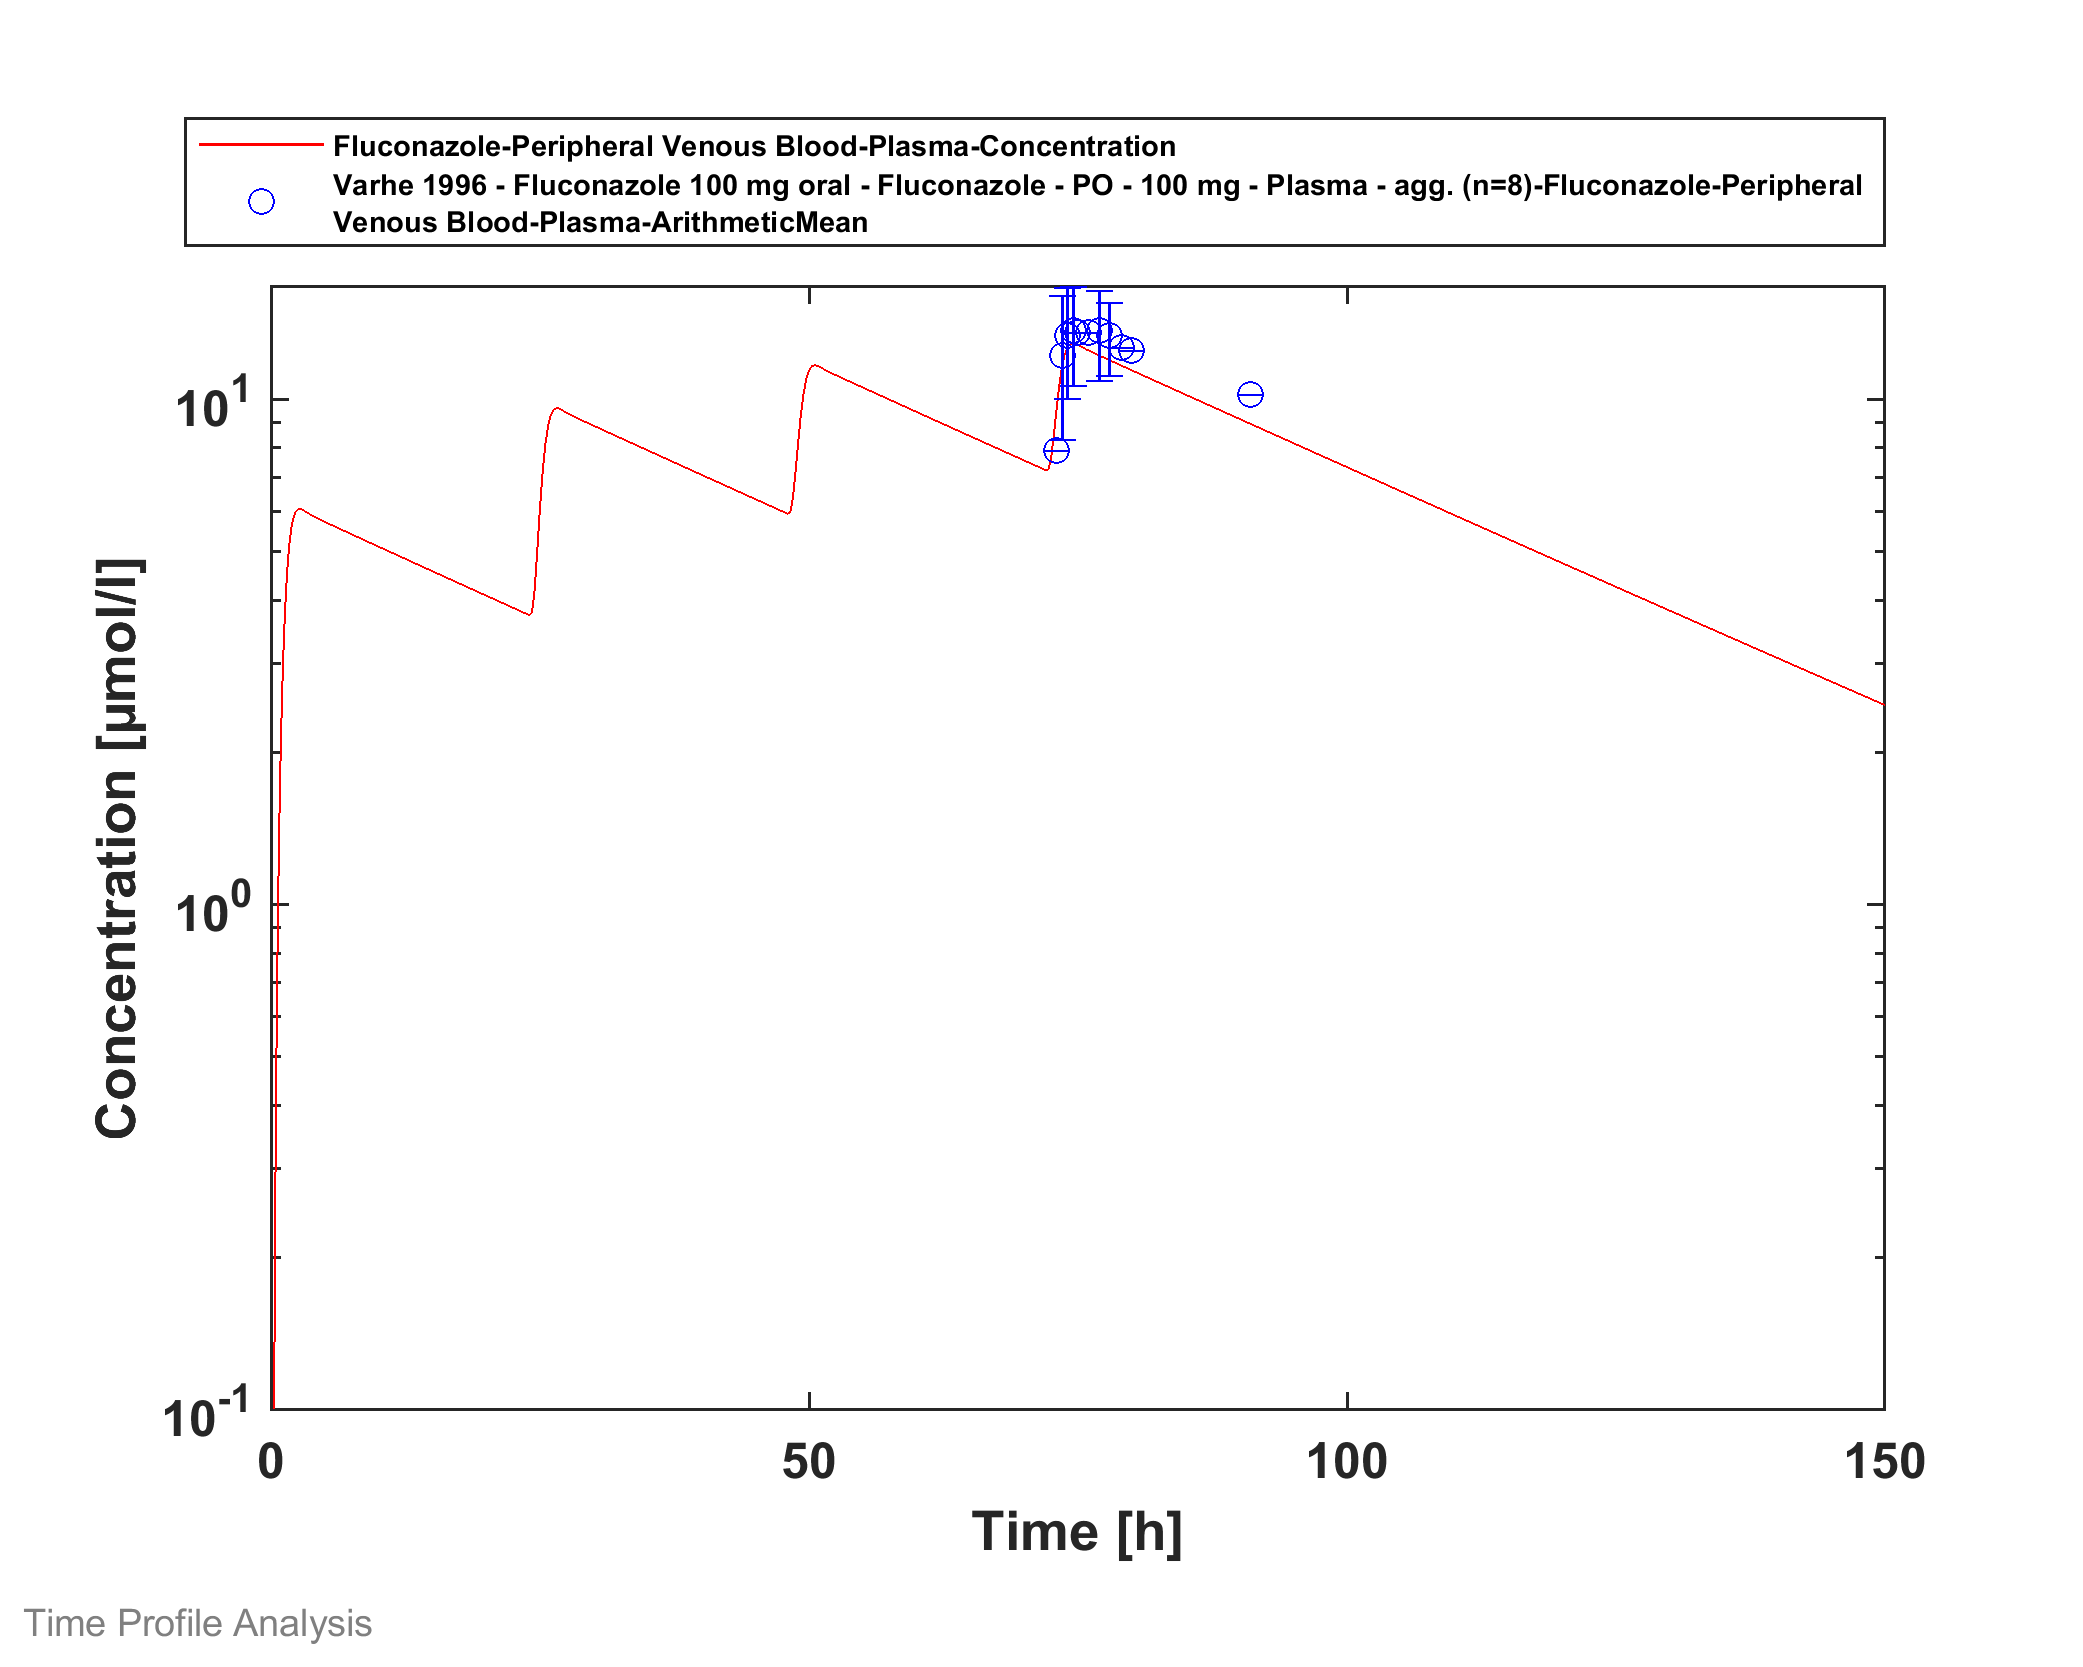 Fluconazole-Peripheral Venous Blood-Plasma-Concentration
Varhe 1996 - Fluconazole 100 mg oral - Fluconazole - PO - 100 mg - Plasma - agg. (n=8)-Fluconazole-Peripheral
Venous Blood-Plasma-ArithmeticMean
Concentration [µmol/l]
10^1
10^0
10^-1
0 50 100 150
Time [h]
Time Profile Analysis